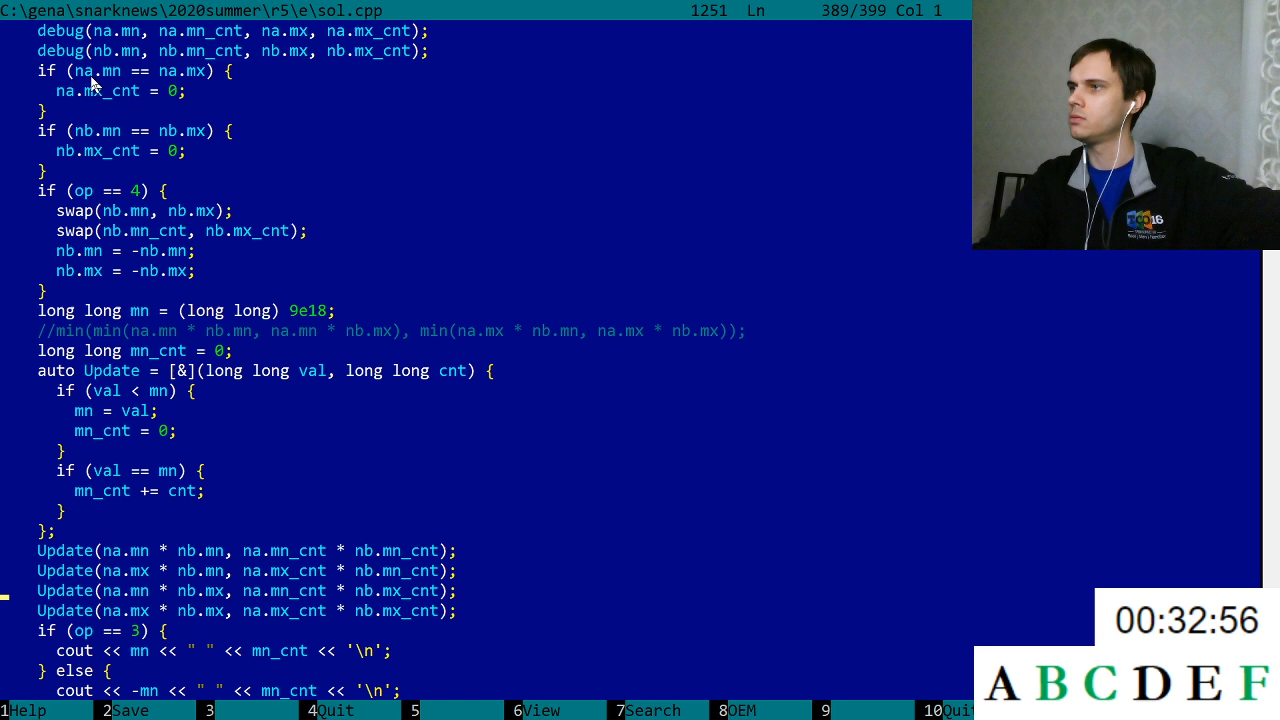 C:\gena\snarknews\2020summer\r5\e\sol.cpp 1251 Ln 389/399 Col 1
debug(na.mn, na.mn_cnt, na.mx, na.mx_cnt);
debug(nb.mn, nb.mn_cnt, nb.mx, nb.mx_cnt);
if (na.mn == na.mx) {
na.mx_cnt = 0;
}
if (nb.mn == nb.mx) {
nb.mx_cnt = 0;
}
if (op == 4) {
swap(nb.mn, nb.mx);
swap(nb.mn_cnt, nb.mx_cnt);
nb.mn = -nb.mn;
nb.mx = -nb.mx;
}
long long mn = (long long) 9e18;
//min(min(na.mn * nb.mn, na.mn * nb.mx), min(na.mx * nb.mn, na.mx * nb.mx));
long long mn_cnt = 0;
auto Update = [&](long long val, long long cnt) {
if (val < mn) {
mn = val;
mn_cnt = 0;
}
if (val == mn) {
mn_cnt += cnt;
}
};
Update(na.mn * nb.mn, na.mn_cnt * nb.mn_cnt);
Update(na.mx * nb.mn, na.mx_cnt * nb.mn_cnt);
Update(na.mn * nb.mx, na.mn_cnt * nb.mx_cnt);
Update(na.mx * nb.mx, na.mx_cnt * nb.mx_cnt);
if (op == 3) {
cout << mn << " " << mn_cnt << '\n';
} else {
cout << -mn << " " << mn_cnt << '\n';
1Help 2Save 3 4Quit 5 6View 7Search 8OEM 9 10Qui
00:32:56
A B C D E F